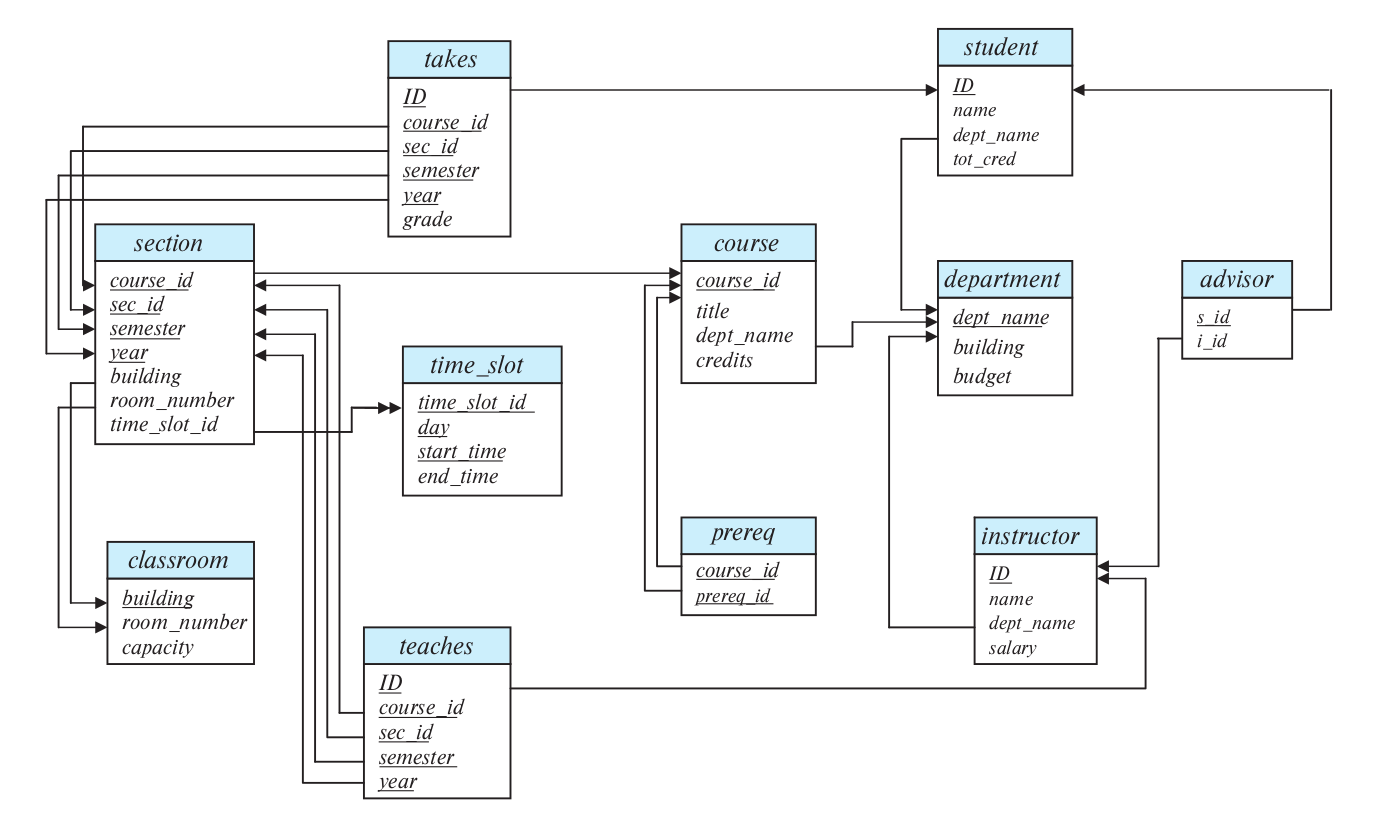 takes
ID
course_id
sec_id
semester
year
grade
student
ID
name
dept_name
tot_cred
section
course_id
sec_id
semester
year
building
room_number
time_slot_id
course
course_id
title
dept_name
credits
department
dept_name
building
budget
advisor
s_id
i_id
time_slot
time_slot_id
day
start_time
end_time
prereq
course_id
prereq_id
instructor
ID
name
dept_name
salary
classroom
building
room_number
capacity
teaches
ID
course_id
sec_id
semester
year